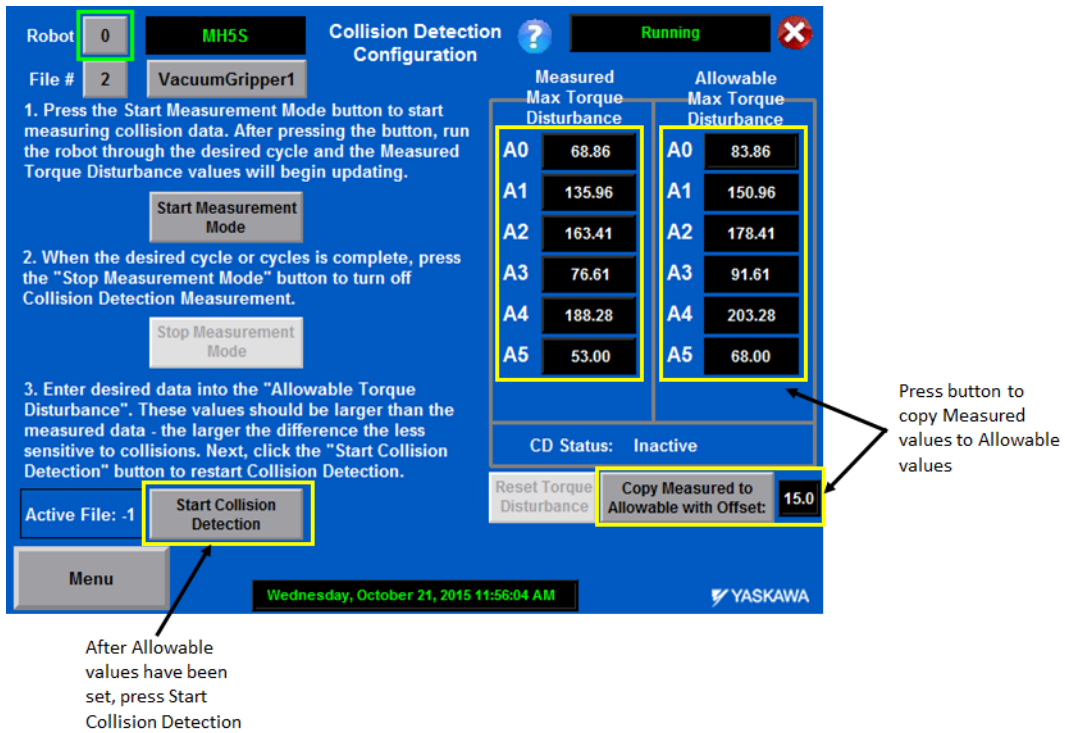 Robot 0 MH5S Collision Detection Configuration ? Running
File # 2 VacuumGripper1
1. Press the Start Measurement Mode button to start
measuring collision data. After pressing the button, run
the robot through the desired cycle and the Measured
Torque Disturbance values will begin updating.
Start Measurement
Mode
2. When the desired cycle or cycles is complete, press
the "Stop Measurement Mode" button to turn off
Collision Detection Measurement.
Stop Measurement
Mode
3. Enter desired data into the "Allowable Torque
Disturbance". These values should be larger than the
measured data - the larger the difference the less
sensitive to collisions. Next, click the "Start Collision
Detection" button to restart Collision Detection.
Active File: -1
Start Collision
Detection
Menu
Measured
Max Torque
Disturbance
A0 68.86
A1 135.96
A2 163.41
A3 76.61
A4 188.28
A5 53.00
Allowable
Max Torque
Disturbance
A0 83.86
A1 150.96
A2 178.41
A3 91.61
A4 203.28
A5 68.00
CD Status: Inactive
Reset Torque
Disturbance
Copy Measured to
Allowable with Offset:
15.0
Wednesday, October 21, 2015 11:56:04 AM
YASKAWA
Press button to
copy Measured
values to Allowable
values
After Allowable
values have been
set, press Start
Collision Detection